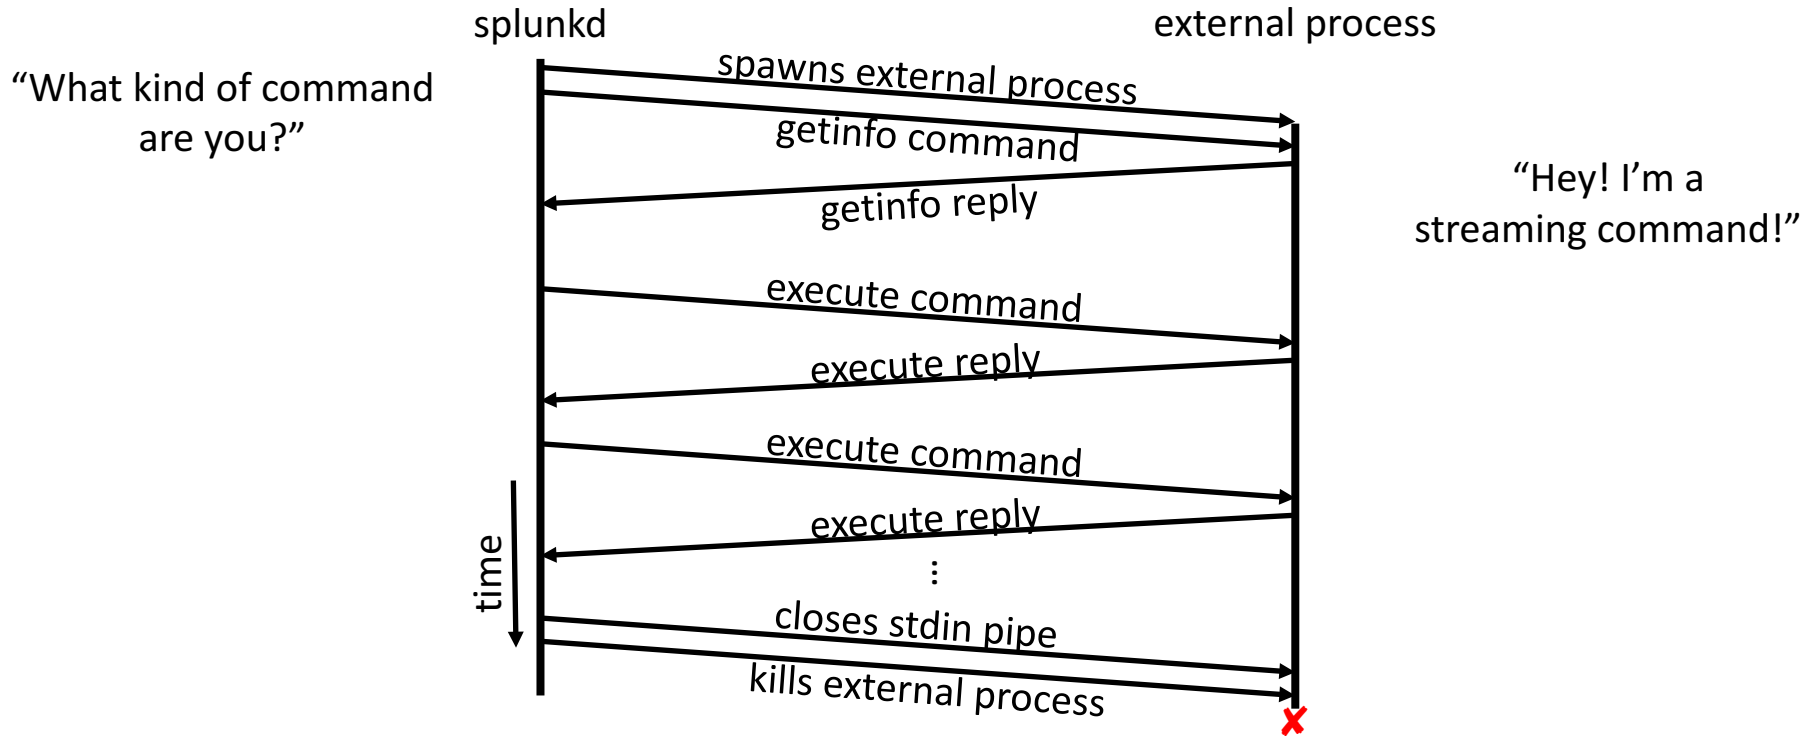 splunkd
external process
“What kind of command
are you?”
spawns external process
getinfo command
getinfo reply
“Hey! I’m a
streaming command!”
execute command
execute reply
execute command
execute reply
...
time
closes stdin pipe
kills external process